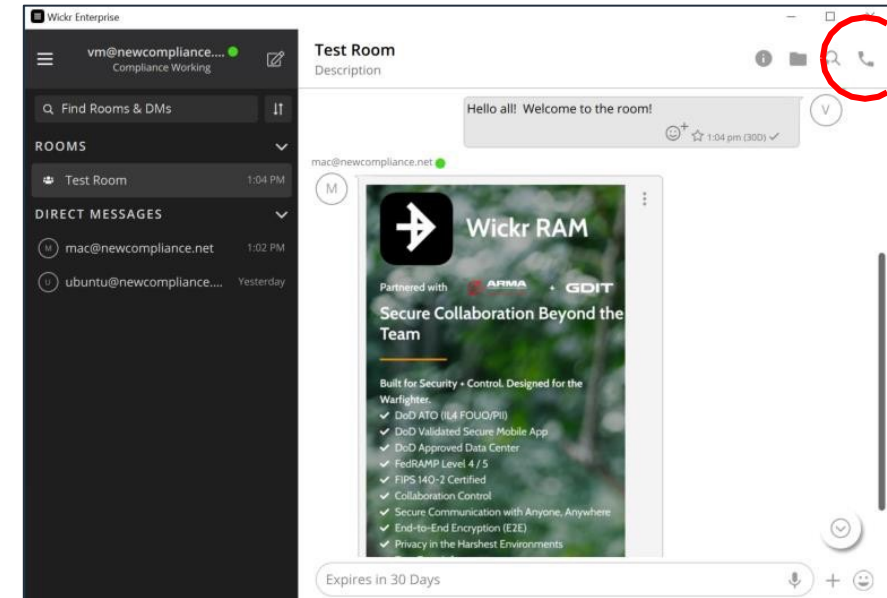 Wickr Enterprise
vm@newcompliance....
Compliance Working
Find Rooms & DMs
ROOMS
Test Room
1:04 PM
DIRECT MESSAGES
M
mac@newcompliance.net
1:02 PM
U
ubuntu@newcompliance....
Yesterday
Test Room
Description
Hello all! Welcome to the room!
1:04 pm (30D)
V
mac@newcompliance.net
M
Wickr RAM
Partnered with ARMA + GDIT
Secure Collaboration Beyond the
Team
Built for Security + Control. Designed for the
Warfighter.
DoD ATO (IL4 FOUO/PII)
DoD Validated Secure Mobile App
DoD Approved Data Center
FedRAMP Level 4 / 5
FIPS 140-2 Certified
Collaboration Control
Secure Communication with Anyone, Anywhere
End-to-End Encryption (E2E)
Privacy in the Harshest Environments
Expires in 30 Days